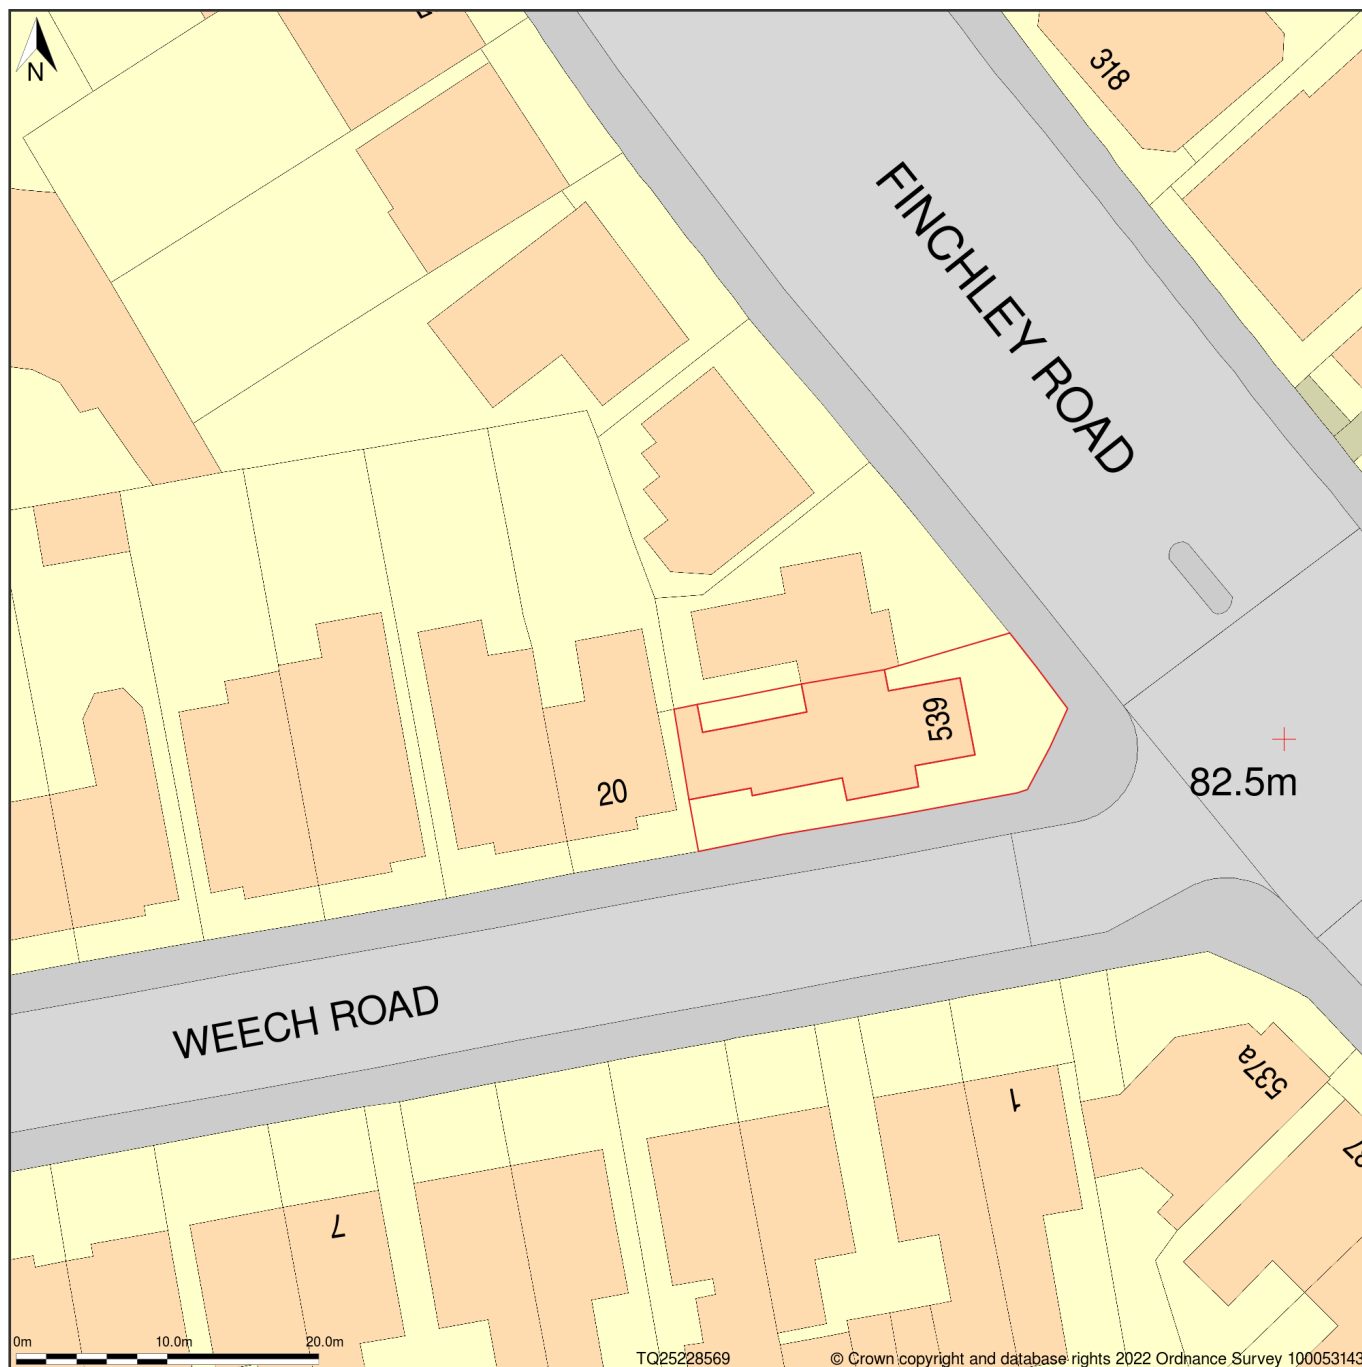 N
318
FINCHLEY ROAD
539
82.5m
20
WEECH ROAD
537a
1
7
0m
10.0m
20.0m
TQ25228569
© Crown copyright and database rights 2022 Ordnance Survey 100053143